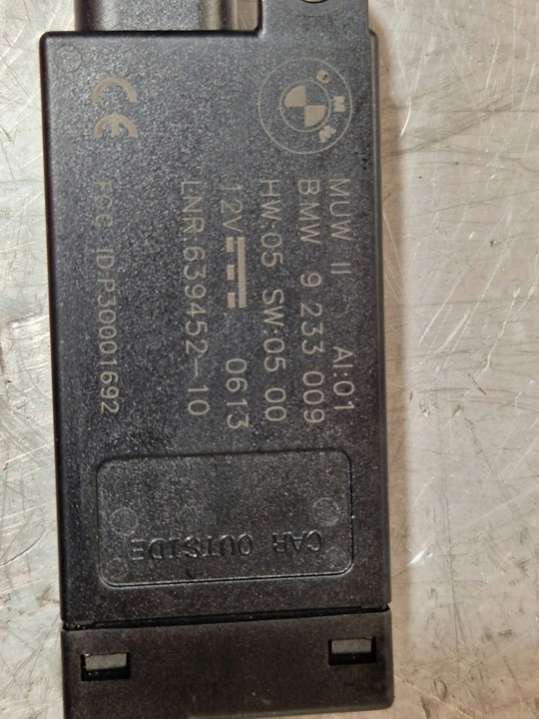 BMW
MUW II AI:01
BMW 9 233 009
HW:05 SW:05 00
12V 0613
LNR:639452-10
CE
FCC ID:P30001692
CAR OUTSIDE